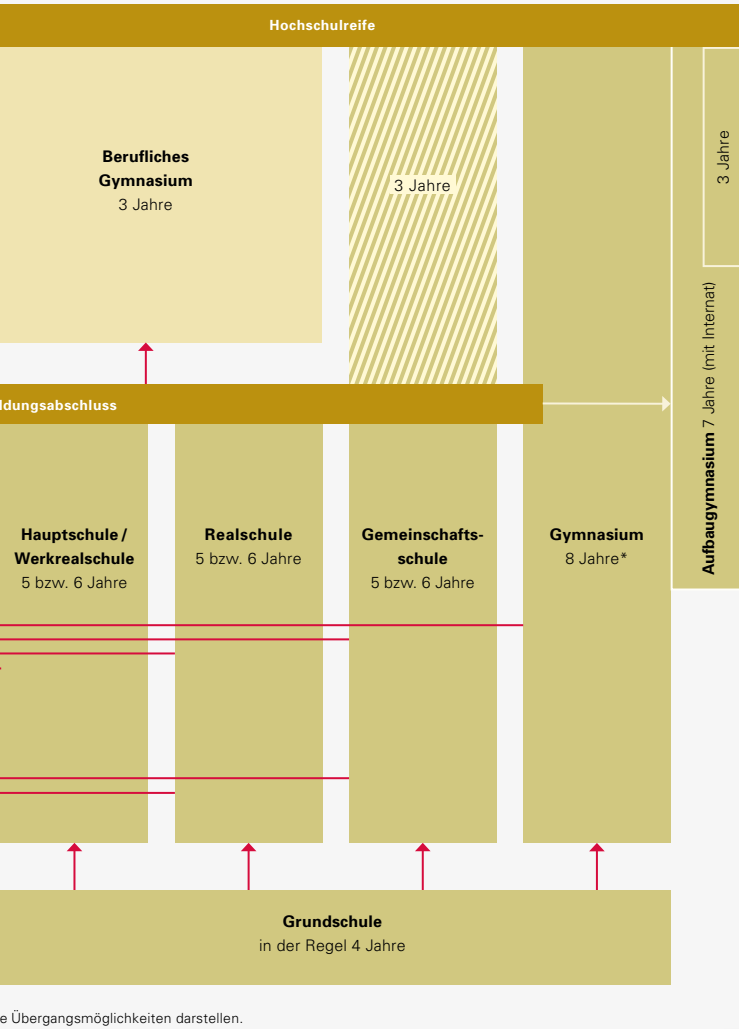 Hochschulreife
Berufliches
Gymnasium
3 Jahre
3 Jahre
3 Jahre
Aufbaugymnasium 7 Jahre (mit Internat)
ldungsabschluss
Hauptschule /
Werkrealschule
5 bzw. 6 Jahre
Realschule
5 bzw. 6 Jahre
Gemeinschafts-
schule
5 bzw. 6 Jahre
Gymnasium
8 Jahre*
Grundschule
in der Regel 4 Jahre
e Übergangsmöglichkeiten darstellen.